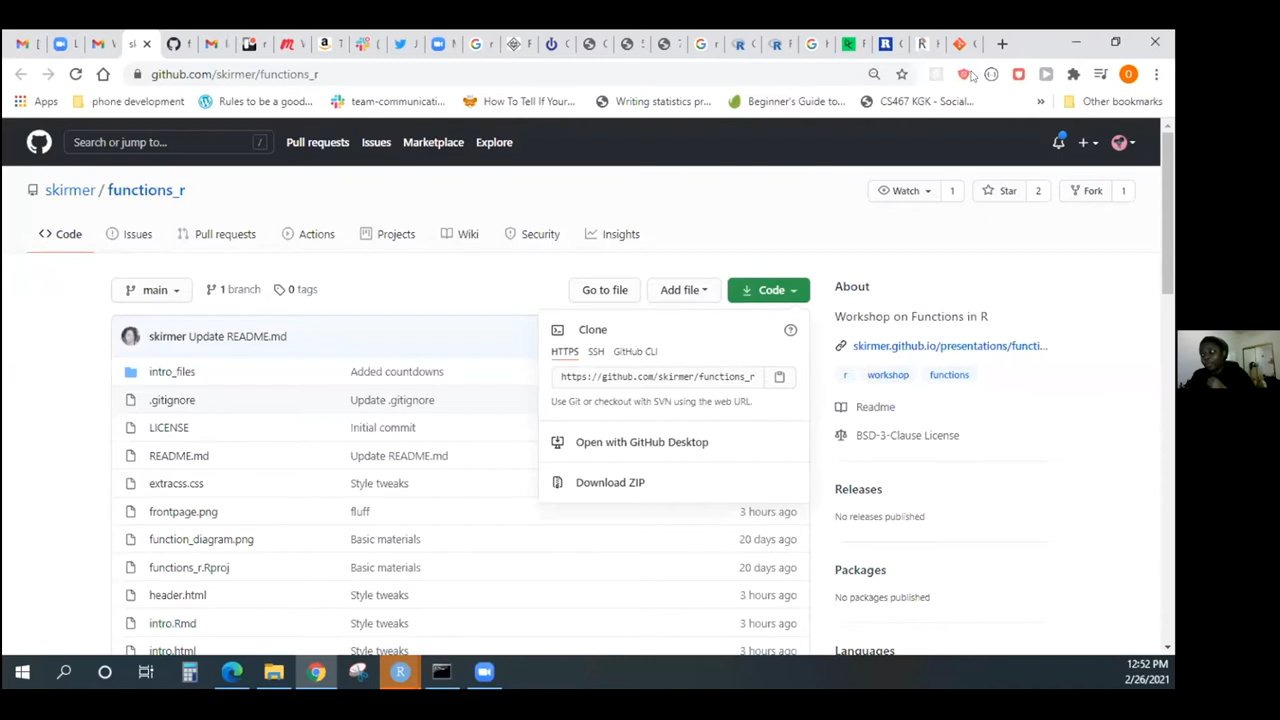 github.com/skirmer/functions_r
Apps
phone development
Rules to be a good...
team-communicati...
How To Tell If Your...
Writing statistics pr...
Beginner's Guide to...
CS467 KGK - Social...
»
Other bookmarks
Search or jump to...
/
Pull requests
Issues
Marketplace
Explore
skirmer / functions_r
Watch
1
Star
2
Fork
1
Code
Issues
Pull requests
Actions
Projects
Wiki
Security
Insights
main
1 branch
0 tags
Go to file
Add file
Code
skirmer Update README.md
intro_files
Added countdowns
.gitignore
Update .gitignore
LICENSE
Initial commit
README.md
Update README.md
extracss.css
Style tweaks
frontpage.png
fluff
3 hours ago
function_diagram.png
Basic materials
20 days ago
functions_r.Rproj
Basic materials
20 days ago
header.html
Style tweaks
3 hours ago
intro.Rmd
Style tweaks
3 hours ago
intro.html
Style tweaks
3 hours ago
Clone
HTTPS
SSH
GitHub CLI
https://github.com/skirmer/functions_r
Use Git or checkout with SVN using the web URL.
Open with GitHub Desktop
Download ZIP
About
Workshop on Functions in R
skirmer.github.io/presentations/functi...
r
workshop
functions
Readme
BSD-3-Clause License
Releases
No releases published
Packages
No packages published
Languages
12:52 PM
2/26/2021